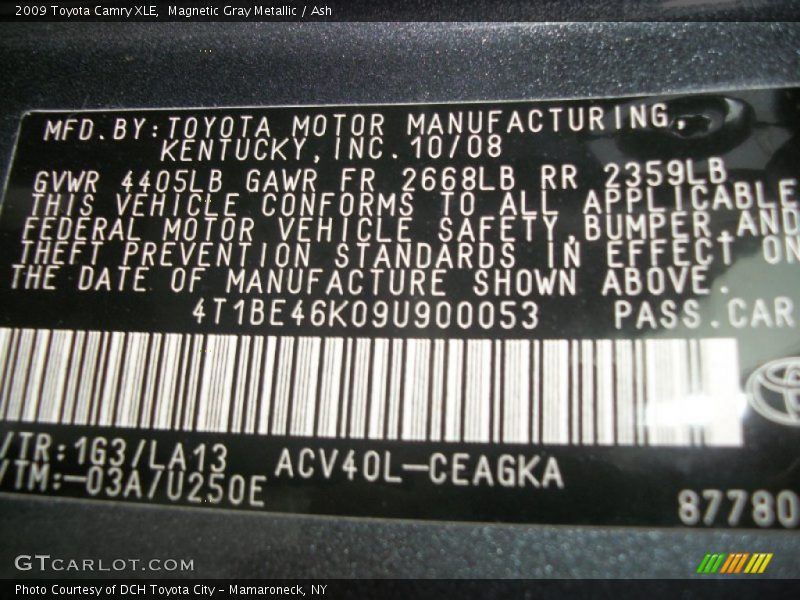 2009 Toyota Camry XLE,  Magnetic Gray Metallic / Ash
MFD.BY:TOYOTA MOTOR MANUFACTURING
KENTUCKY,INC.10/08
GVWR 4405LB GAWR FR 2668LB RR 2359LB
THIS VEHICLE CONFORMS TO ALL APPLICABLE
FEDERAL MOTOR VEHICLE SAFETY,BUMPER,AND
THEFT PREVENTION STANDARDS IN EFFECT ON
THE DATE OF MANUFACTURE SHOWN ABOVE.
4T1BE46K09U900053 PASS.CAR
/TR:1G3/LA13 ACV40L-CEAGKA
/TM:-03A/U250E
87780
GTCARLOT.COM
Photo Courtesy of DCH Toyota City - Mamaroneck, NY